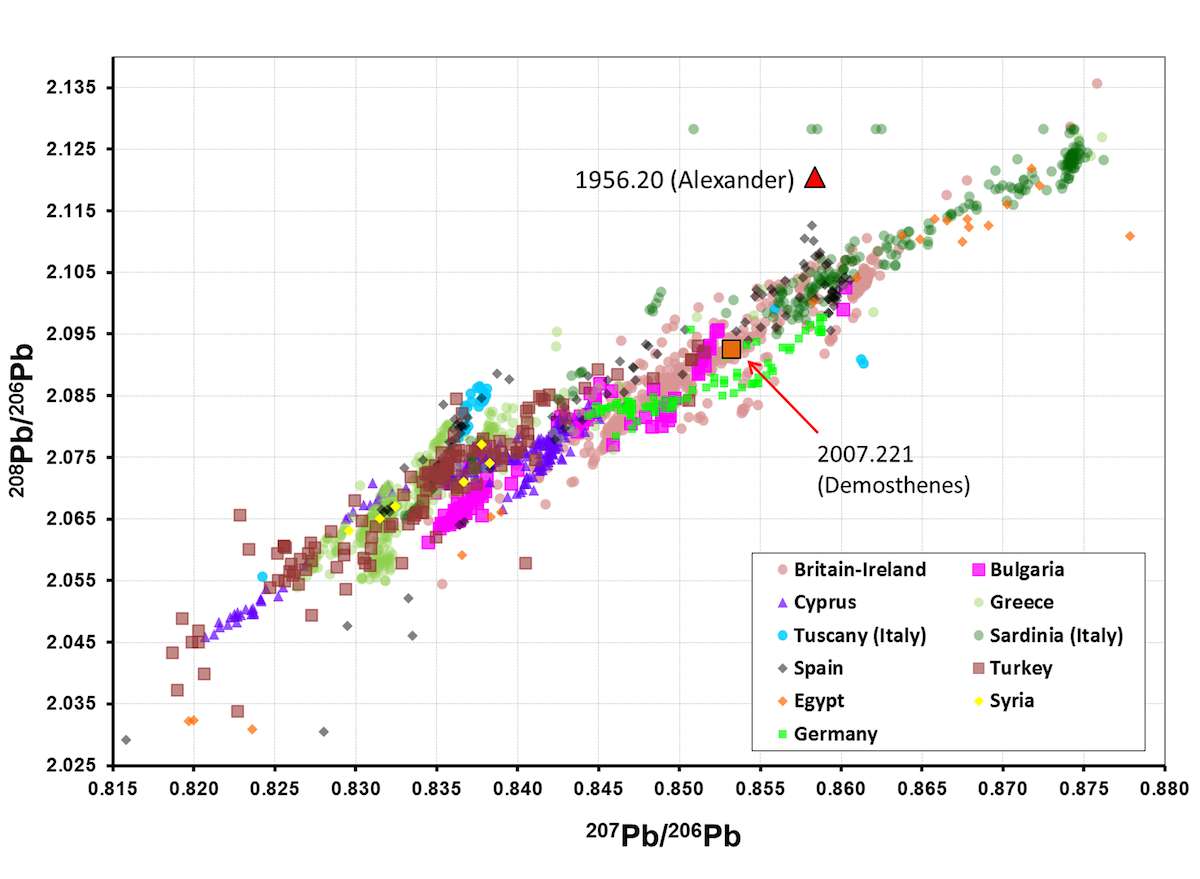 2.135
2.125
2.115
2.105
2.095
2.085
2.075
2.065
2.055
2.045
2.035
2.025
²⁰⁸Pb/²⁰⁶Pb
1956.20 (Alexander)
2007.221
(Demosthenes)
Britain-Ireland Bulgaria
Cyprus Greece
Tuscany (Italy) Sardinia (Italy)
Spain Turkey
Egypt Syria
Germany
0.815 0.820 0.825 0.830 0.835 0.840 0.845 0.850 0.855 0.860 0.865 0.870 0.875 0.880
²⁰⁷Pb/²⁰⁶Pb